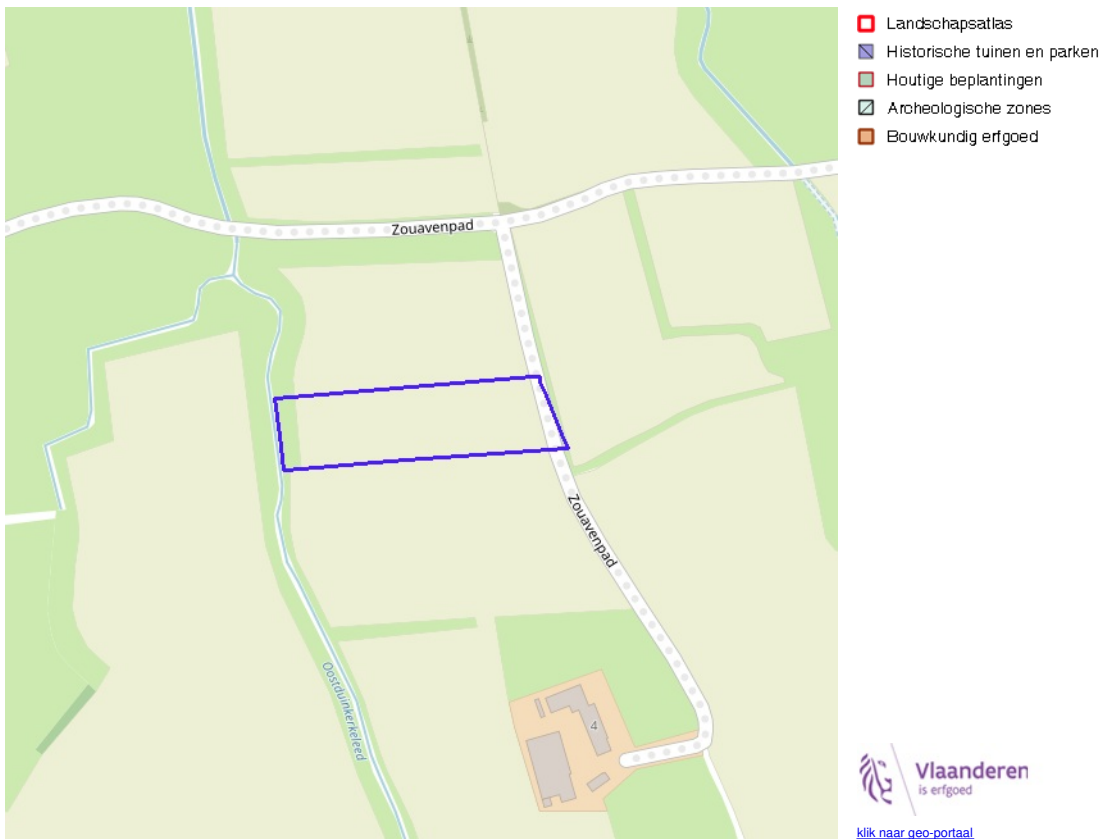 Landschapsatlas
Historische tuinen en parken
Houtige beplantingen
Archeologische zones
Bouwkundig erfgoed
Zouavenpad
Zouavenpad
Oostduinkerkeleed
4
Vlaanderen
is erfgoed
klik naar geo-portaal